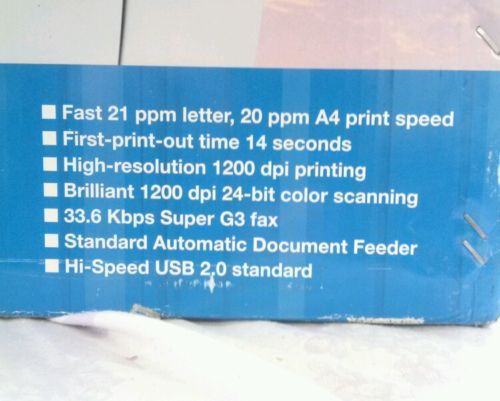 ■ Fast 21 ppm letter, 20 ppm A4 print speed
■ First-print-out time 14 seconds
■ High-resolution 1200 dpi printing
■ Brilliant 1200 dpi 24-bit color scanning
■ 33.6 Kbps Super G3 fax
■ Standard Automatic Document Feeder
■ Hi-Speed USB 2.0 standard